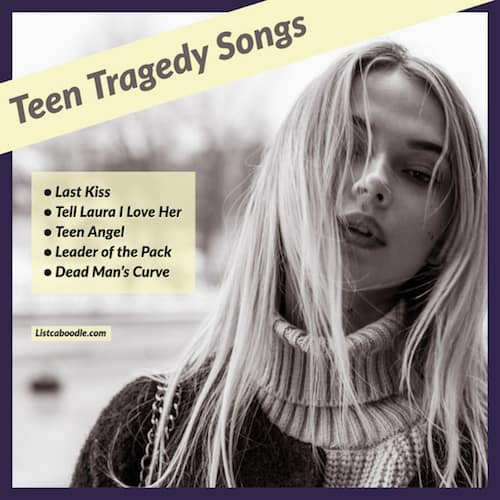 Teen Tragedy Songs
• Last Kiss
• Tell Laura I Love Her
• Teen Angel
• Leader of the Pack
• Dead Man's Curve
Listcaboodle.com